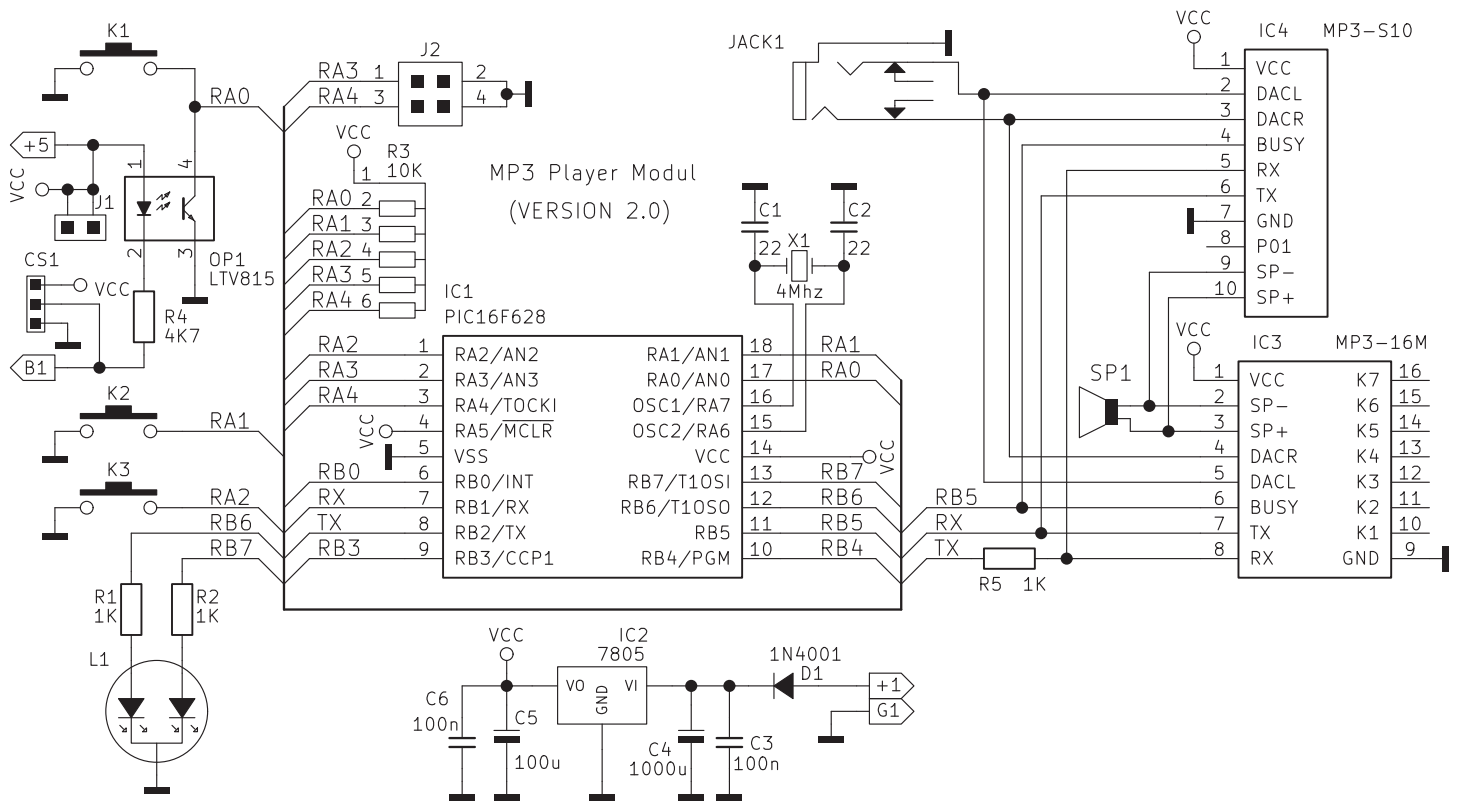 K1
RA0
+5
VCC
1
4
J1
2
3
OP1
LTV815
CS1
VCC
R4
4K7
B1
K2
RA1
K3
RA2
RB6
RB7
R1
1K
R2
1K
L1
J2
RA3 1
2
RA4 3
4
VCC
1
R3
10K
RA0 2
RA1 3
RA2 4
RA3 5
RA4 6
MP3 Player Modul
(VERSION 2.0)
C1
22
C2
22
X1
4Mhz
IC1
PIC16F628
RA2 1 RA2/AN2
RA3 2 RA3/AN3
RA4 3 RA4/TOCKI
VCC 4 RA5/MCLR
5 VSS
RB0 6 RB0/INT
RX 7 RB1/RX
TX 8 RB2/TX
RB3 9 RB3/CCP1
RA1/AN1 18 RA1
RA0/AN0 17 RA0
OSC1/RA7 16
OSC2/RA6 15
VCC 14 VCC
RB7/T1OSI 13 RB7
RB6/T1OSO 12 RB6
RB5 11 RB5
RB4/PGM 10 RB4
RB5
RX
TX
R5 1K
JACK1
VCC
IC4 MP3-S10
1 VCC
2 DACL
3 DACR
4 BUSY
5 RX
6 TX
7 GND
8 P01
9 SP-
10 SP+
VCC
IC3 MP3-16M
SP1
1 VCC K7 16
2 SP- K6 15
3 SP+ K5 14
4 DACR K4 13
5 DACL K3 12
6 BUSY K2 11
7 TX K1 10
8 RX GND 9
VCC
IC2
7805
VO GND VI
C6
100n
C5
100u
C4
1000u
C3
100n
1N4001
D1
+1
G1